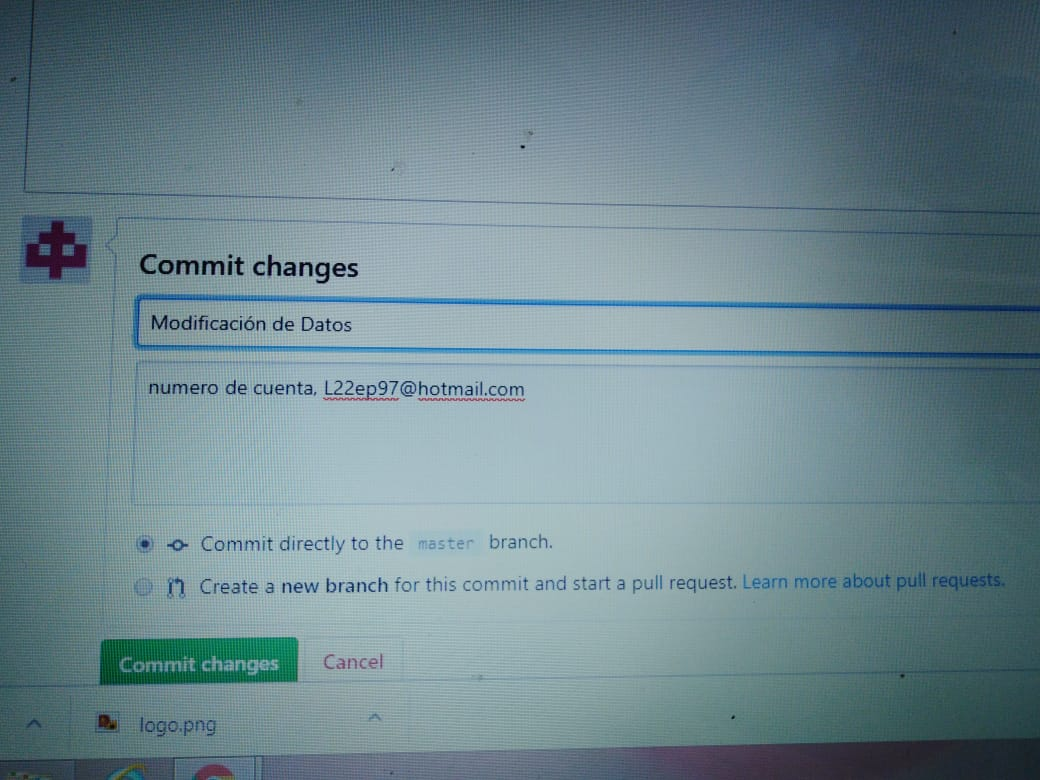 Commit changes
Modificación de Datos
numero de cuenta, L22ep97@hotmail.com
Commit directly to the master branch.
Create a new branch for this commit and start a pull request. Learn more about pull requests.
Commit changes Cancel
logo.png